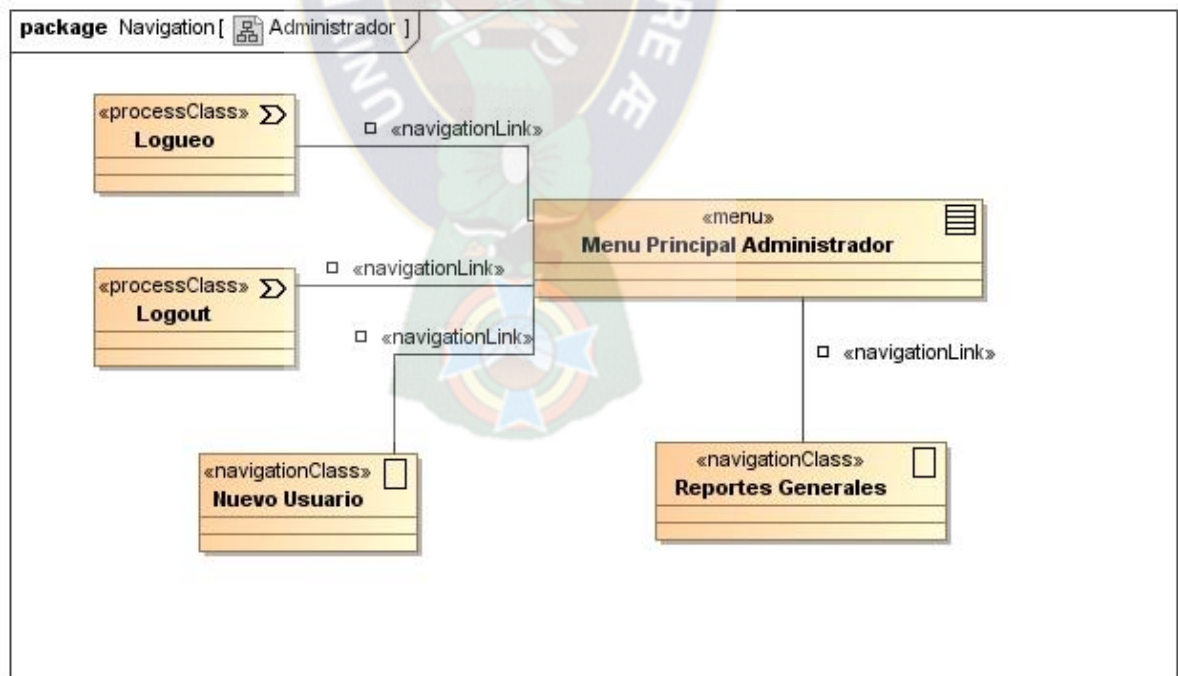 package Navigation [ Administrador ]
«processClass»
Logueo
«navigationLink»
«menu»
Menu Principal Administrador
«processClass»
Logout
«navigationLink»
«navigationLink»
«navigationLink»
«navigationClass»
Nuevo Usuario
«navigationClass»
Reportes Generales